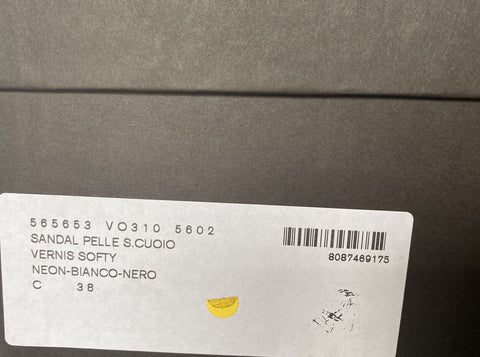 565653 VO310 5602
SANDAL PELLE S.CUOIO
VERNIS SOFTY
NEON-BIANCO-NERO
C 38
8087469175